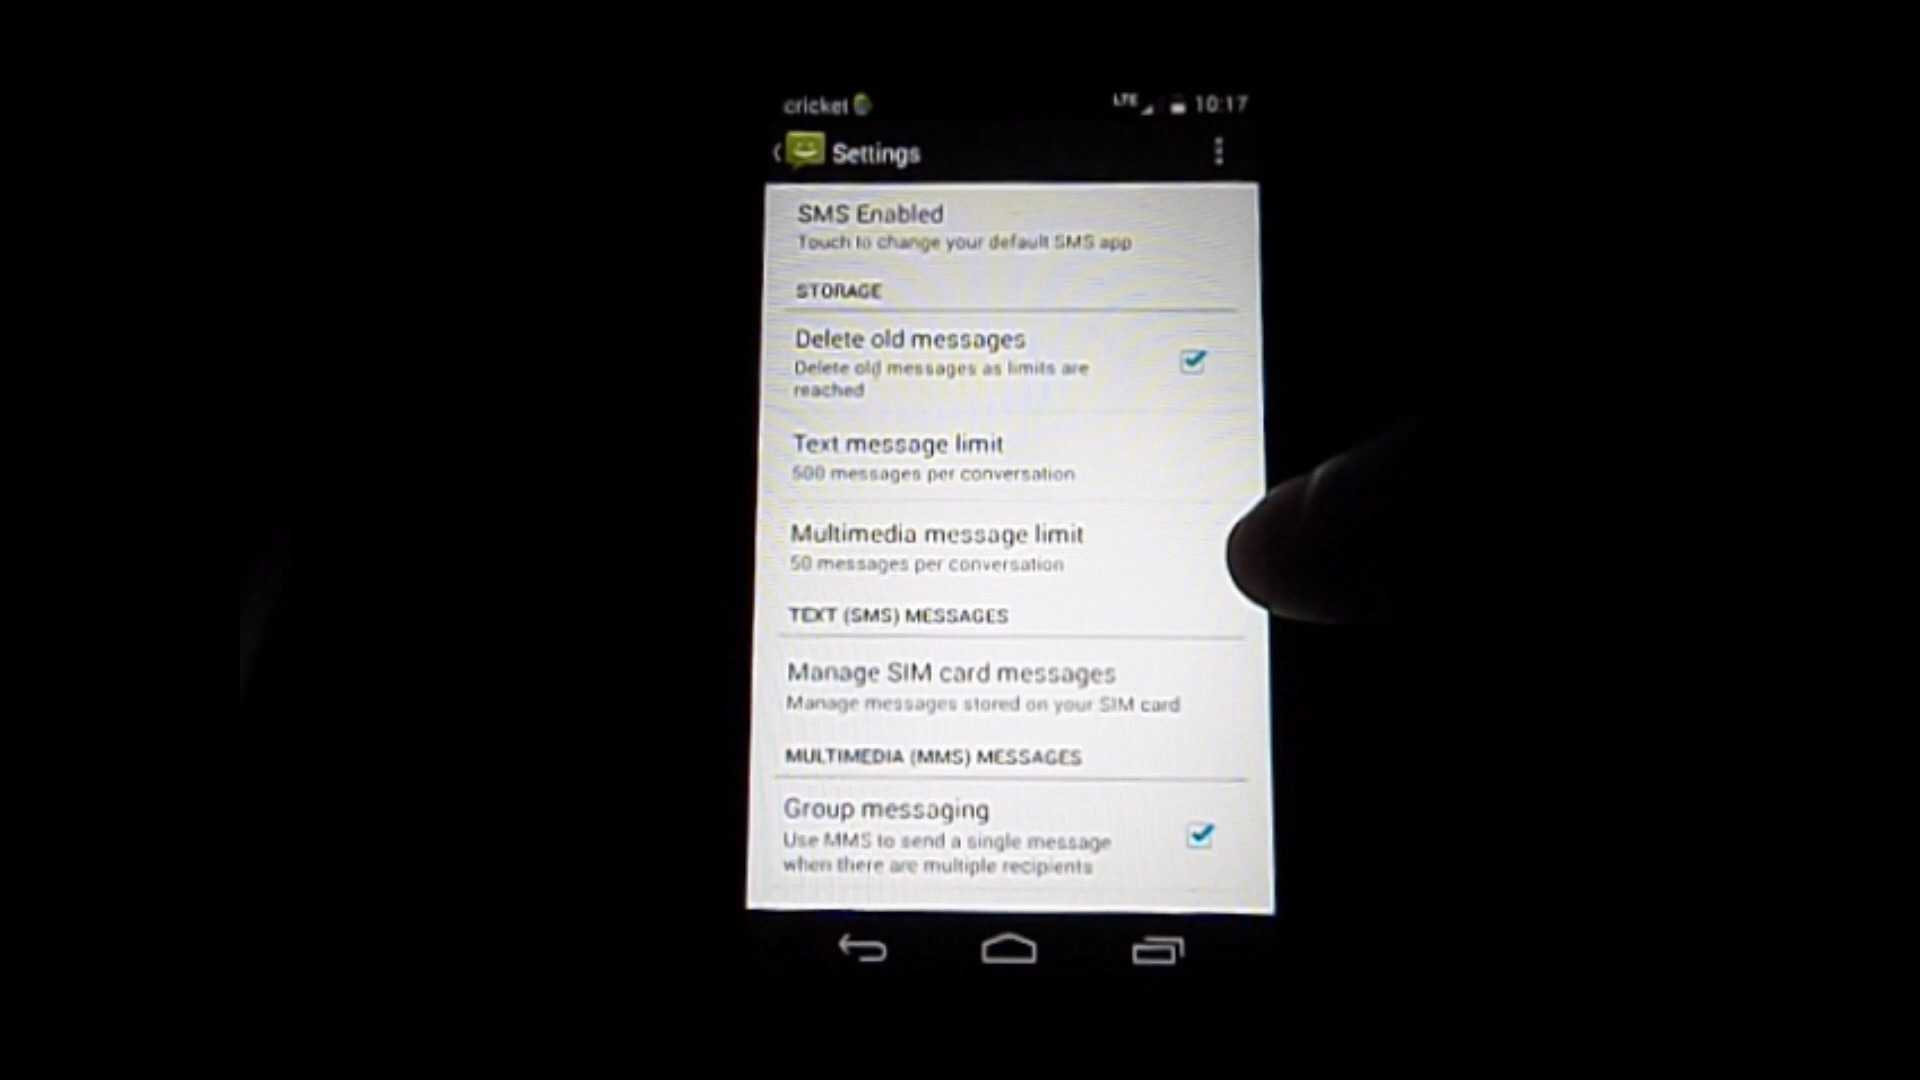 cricket
LTE 10:17
Settings
SMS Enabled
Touch to change your default SMS app
STORAGE
Delete old messages
Delete old messages as limits are
reached
Text message limit
500 messages per conversation
Multimedia message limit
50 messages per conversation
TEXT (SMS) MESSAGES
Manage SIM card messages
Manage messages stored on your SIM card
MULTIMEDIA (MMS) MESSAGES
Group messaging
Use MMS to send a single message
when there are multiple recipients